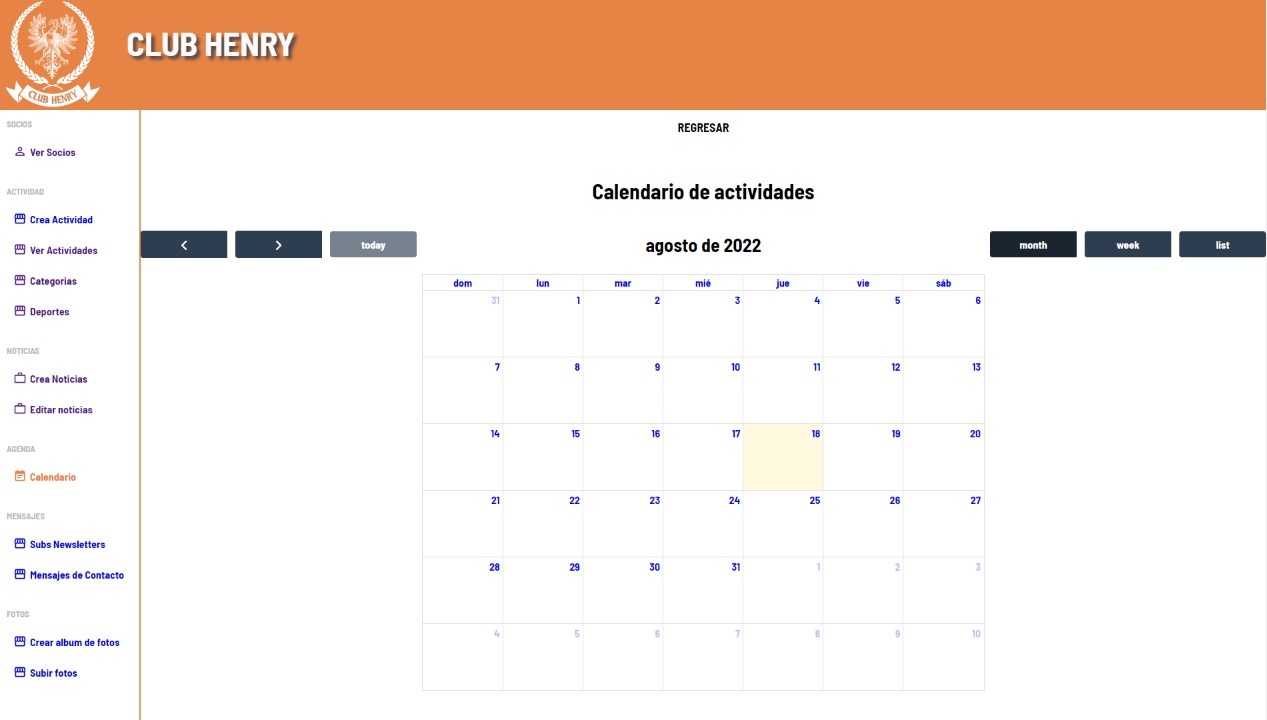 CLUB HENRY
CLUB HENRY
SOCIOS
Ver Socios
ACTIVIDAD
Crea Actividad
Ver Actividades
Categorias
Deportes
NOTICIAS
Crea Noticias
Editar noticias
AGENDA
Calendario
MENSAJES
Subs Newsletters
Mensajes de Contacto
FOTOS
Crear album de fotos
Subir fotos
REGRESAR
Calendario de actividades
today agosto de 2022 month week list
dom lun mar mié jue vie sáb
31 1 2 3 4 5 6
7 8 9 10 11 12 13
14 15 16 17 18 19 20
21 22 23 24 25 26 27
28 29 30 31 1 2 3
4 5 6 7 8 9 10